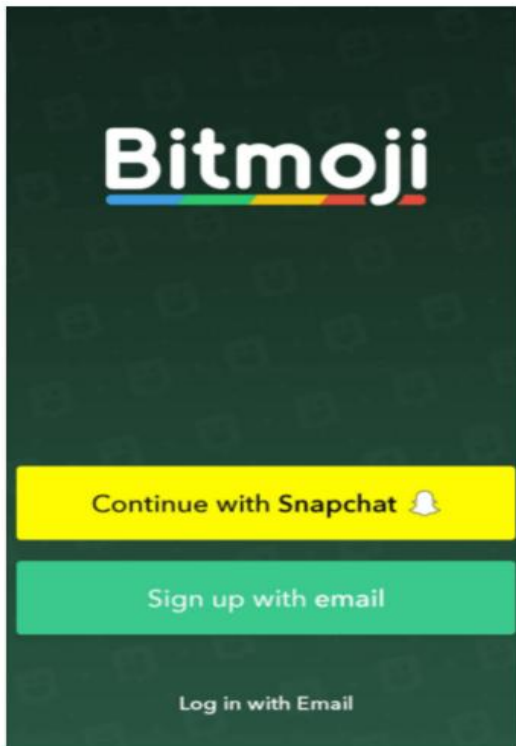 Bitmoji
Continue with Snapchat
Sign up with email
Log in with Email